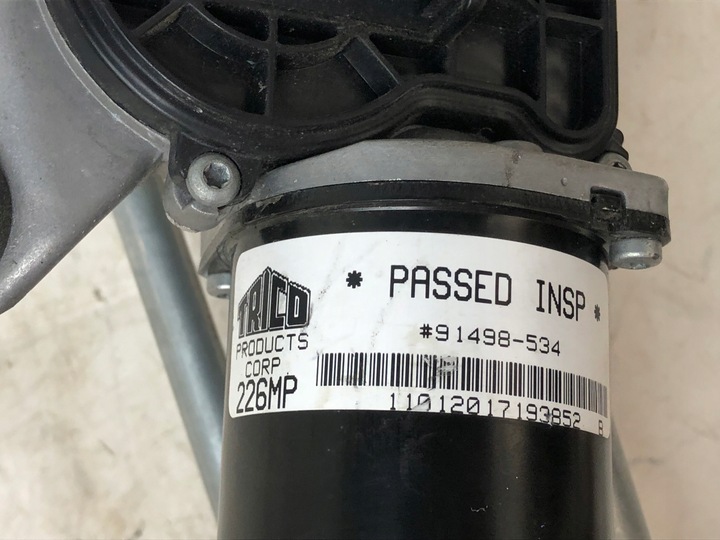 TRICO
PRODUCTS
CORP
226MP
* PASSED INSP *
#91498-534
11012017193852 R